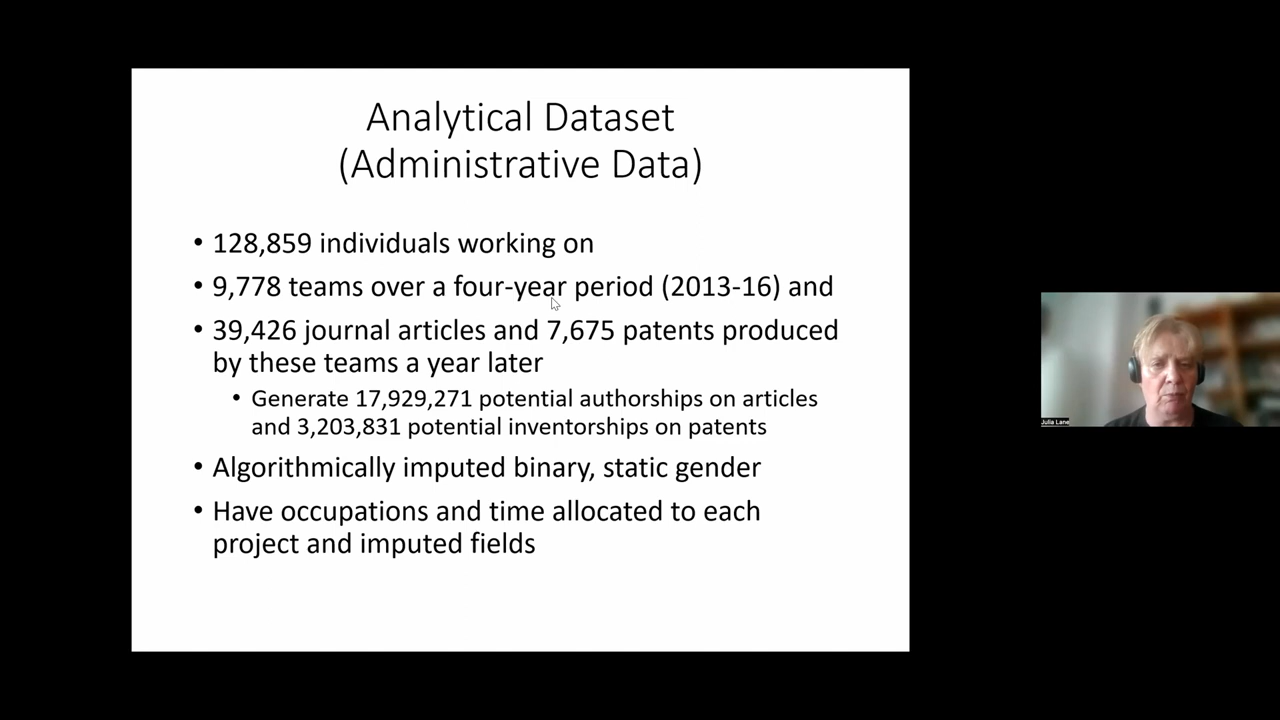 Analytical Dataset
(Administrative Data)
• 128,859 individuals working on
• 9,778 teams over a four-year period (2013-16) and
• 39,426 journal articles and 7,675 patents produced
by these teams a year later
• Generate 17,929,271 potential authorships on articles
and 3,203,831 potential inventorships on patents
• Algorithmically imputed binary, static gender
• Have occupations and time allocated to each
project and imputed fields
Julia Lane